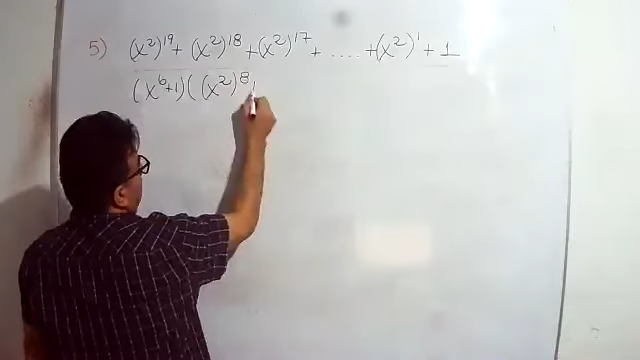 5) (x²)¹⁹ + (x²)¹⁸ + (x²)¹⁷ + ..... + (x²)¹ + 1
(x⁶+1)((x²)⁸